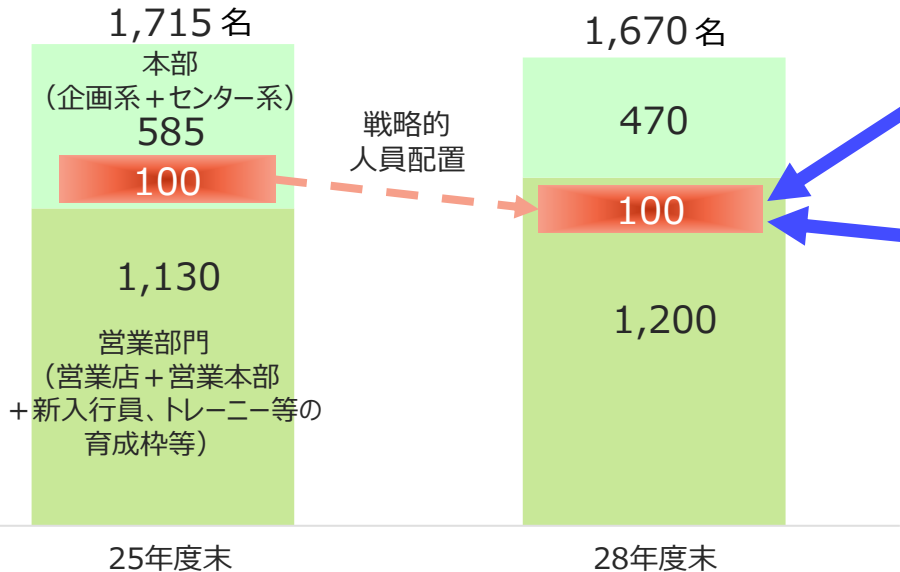 1,715名
本部
（企画系＋センター系）
585
100
1,130
営業部門
（営業店＋営業本部
＋新入行員、トレーニー等の
育成枠等）
25年度末
戦略的
人員配置
1,670名
470
100
1,200
28年度末